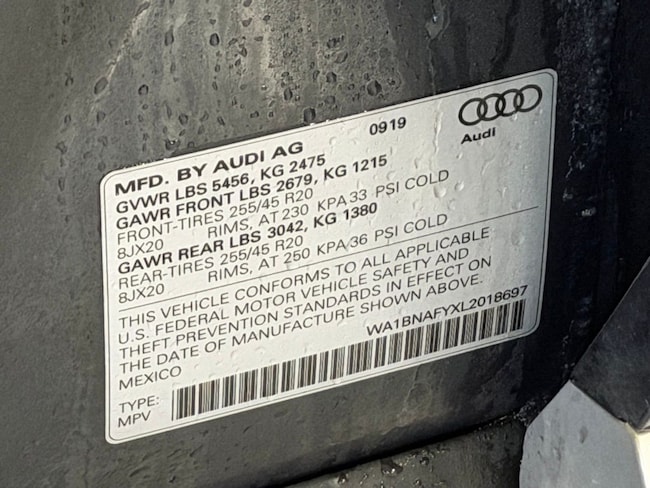 MFD. BY AUDI AG 0919 Audi
GVWR LBS 5456, KG 2475
GAWR FRONT LBS 2679, KG 1215
FRONT-TIRES 255/45 R20
8JX20 RIMS, AT 230 KPA 33 PSI COLD
GAWR REAR LBS 3042, KG 1380
REAR-TIRES 255/45 R20
8JX20 RIMS, AT 250 KPA/36 PSI COLD
THIS VEHICLE CONFORMS TO ALL APPLICABLE
U.S. FEDERAL MOTOR VEHICLE SAFETY AND
THEFT PREVENTION STANDARDS IN EFFECT ON
THE DATE OF MANUFACTURE SHOWN ABOVE.
MEXICO WA1BNAFYXL2018697
TYPE:
MPV